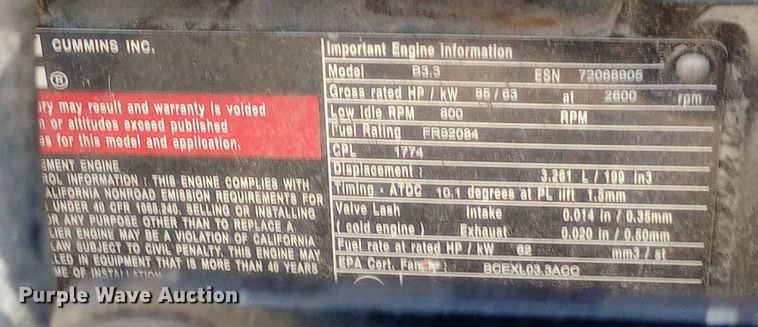 CUMMINS INC.
®
ry may result and warranty is voided
n or altitudes exceed published
es for this model and application.
EMENT ENGINE
ROL INFORMATION : THIS ENGINE COMPLIES WITH
ALIFORNIA NONROAD EMISSION REQUIREMENTS FOR
UNDER 40 CFR 1068.240. SELLING OR INSTALLING
OR ANY PURPOSE OTHER THAN TO REPLACE A
LIER ENGINE MAY BE A VIOLATION OF CALIFORNIA
LAW SUBJECT TO CIVIL PENALTY. THIS ENGINE MAY
LED IN EQUIPMENT THAT IS MORE THAN 40 YEARS
ME OF INSTALLATION
Important Engine Information
Model B3.3 ESN 72068905
Gross rated HP / kW 85 / 63 at 2600 rpm
Low Idle RPM 800 RPM
Fuel Rating FR92084
CPL 1774
Displacement : 3.261 L / 199 in3
Timing - ATDC 10.1 degrees at PL lift 1.5mm
Valve Lash Intake 0.014 in / 0.35mm
( cold engine ) Exhaust 0.020 in / 0.50mm
Fuel rate at rated HP / kW 62 mm3 / st
EPA Cert. Family BCEXL03.3ACC
Purple Wave Auction